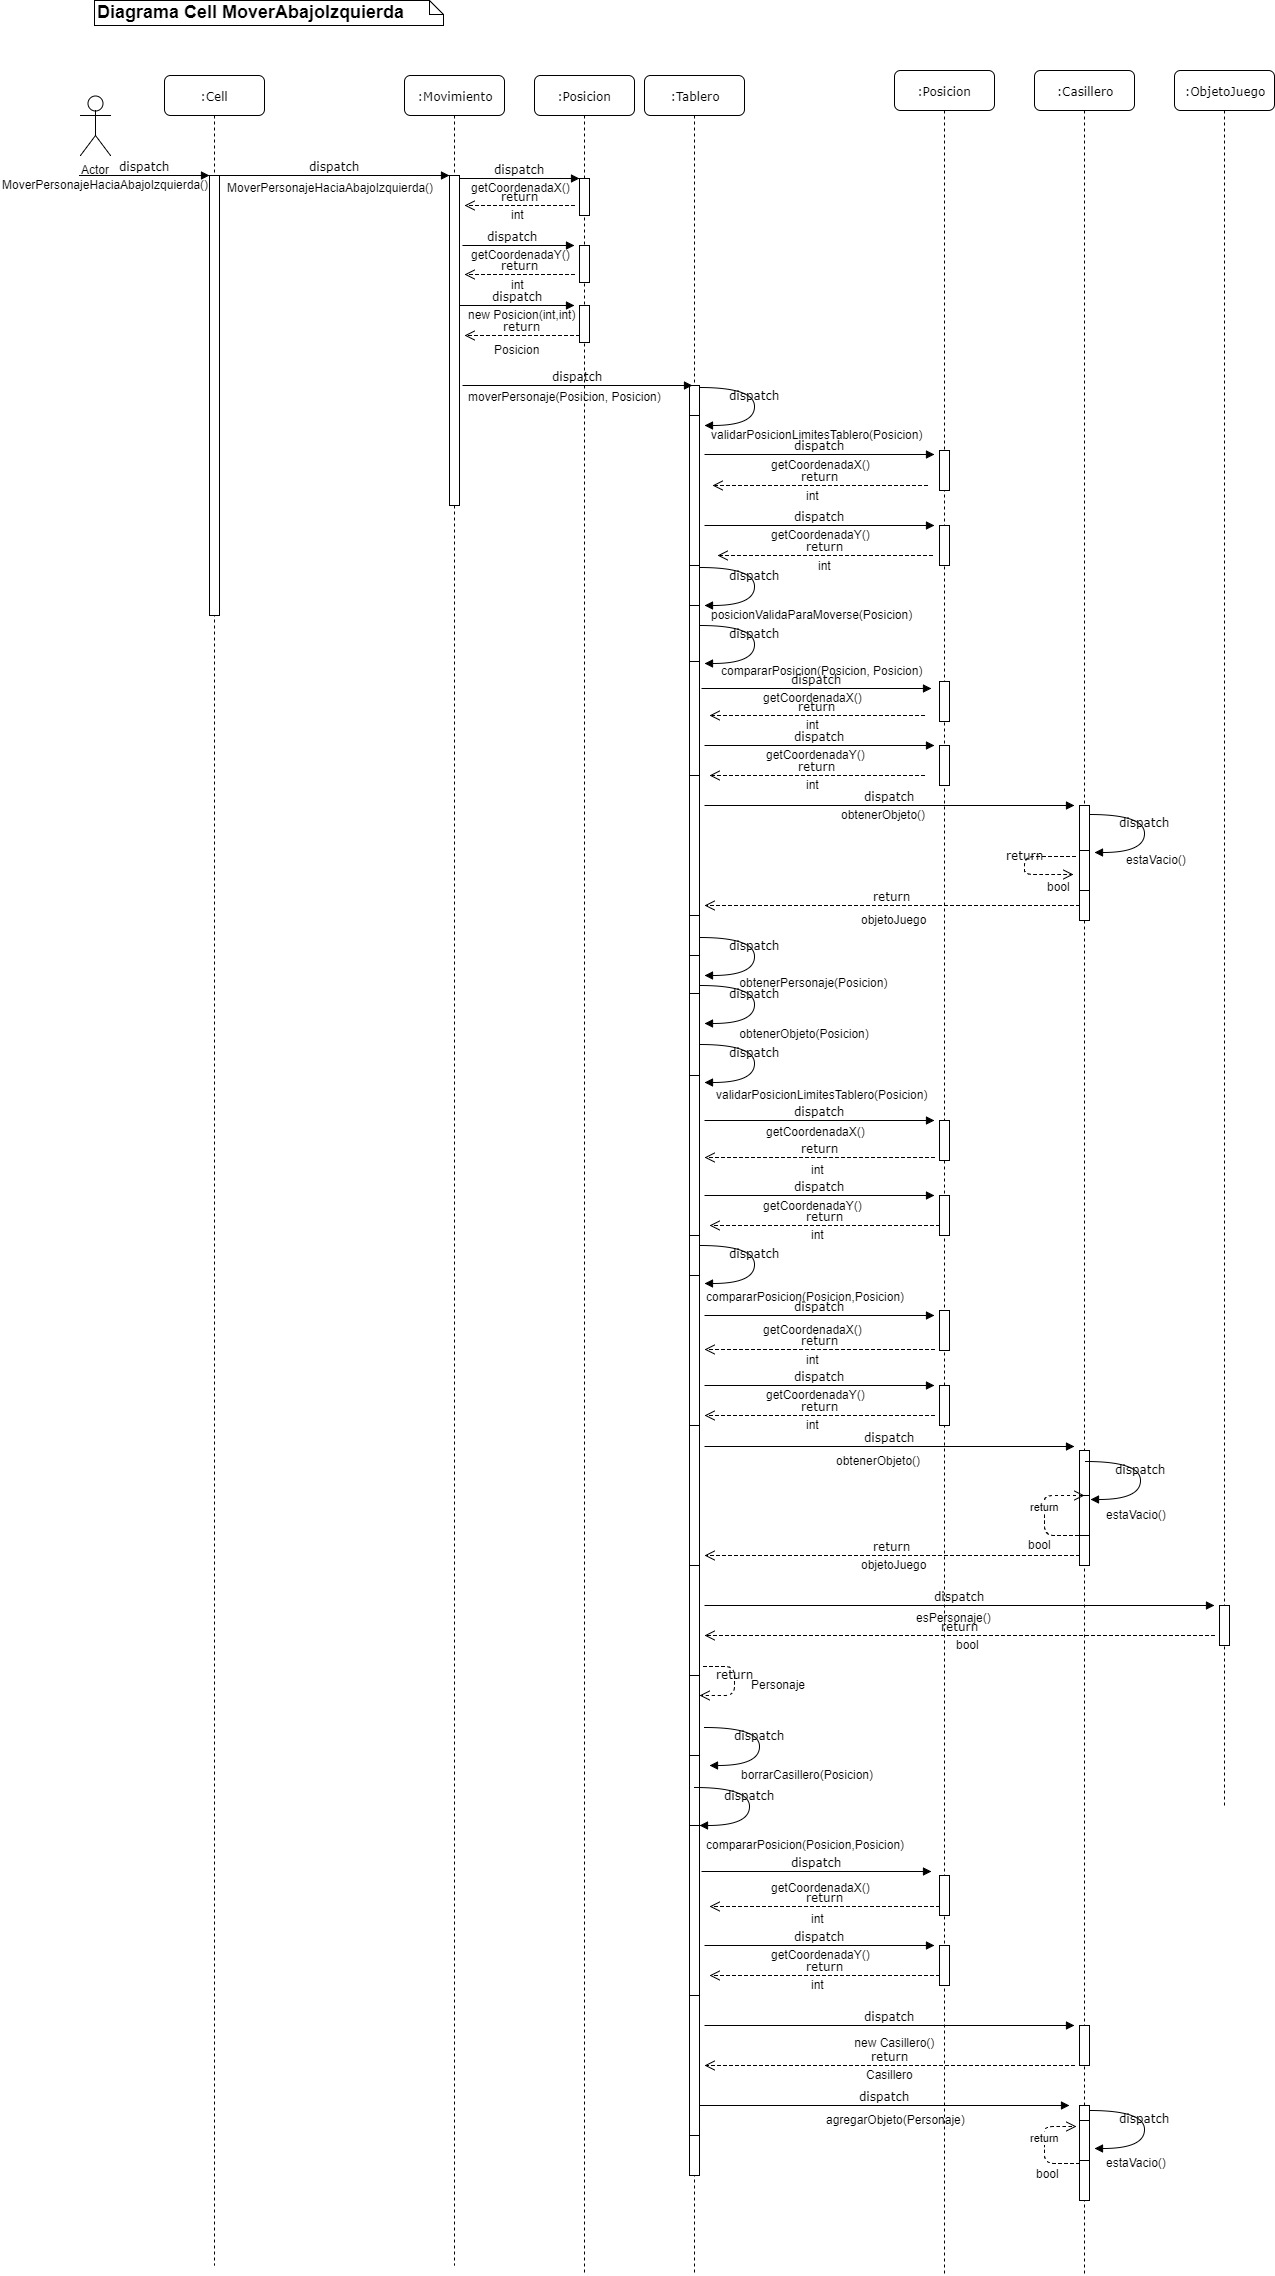 Diagrama Cell MoverAbajoIzquierda
:Cell
:Movimiento
:Posicion
:Tablero
:Posicion
:Casillero
:ObjetoJuego
Actor
dispatch
MoverPersonajeHaciaAbajoIzquierda()
dispatch
MoverPersonajeHaciaAbajoIzquierda()
dispatch
getCoordenadaX()
return
int
dispatch
getCoordenadaY()
return
int
dispatch
new Posicion(int,int)
return
Posicion
dispatch
moverPersonaje(Posicion, Posicion)
dispatch
validarPosicionLimitesTablero(Posicion)
dispatch
getCoordenadaX()
return
int
dispatch
getCoordenadaY()
return
int
dispatch
posicionValidaParaMoverse(Posicion)
dispatch
compararPosicion(Posicion, Posicion)
dispatch
getCoordenadaX()
return
int
dispatch
getCoordenadaY()
return
int
dispatch
obtenerObjeto()
dispatch
estaVacio()
return
bool
return
objetoJuego
dispatch
obtenerPersonaje(Posicion)
dispatch
obtenerObjeto(Posicion)
dispatch
validarPosicionLimitesTablero(Posicion)
dispatch
getCoordenadaX()
return
int
dispatch
getCoordenadaY()
return
int
dispatch
compararPosicion(Posicion,Posicion)
dispatch
getCoordenadaX()
return
int
dispatch
getCoordenadaY()
return
int
dispatch
obtenerObjeto()
dispatch
estaVacio()
return
bool
return
objetoJuego
dispatch
esPersonaje()
return
bool
return
Personaje
dispatch
borrarCasillero(Posicion)
dispatch
compararPosicion(Posicion,Posicion)
dispatch
getCoordenadaX()
return
int
dispatch
getCoordenadaY()
return
int
dispatch
new Casillero()
return
Casillero
dispatch
agregarObjeto(Personaje)
dispatch
estaVacio()
return
bool